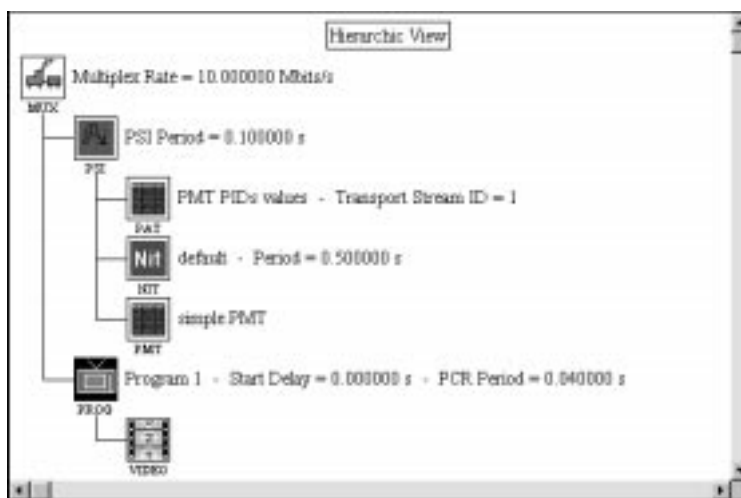 Hierarchic View
Multiplex Rate = 10.000000 Mbits/s
MUX
PSI Period = 0.100000 s
PSI
PMT PIDs values - Transport Stream ID = 1
PAT
Nit
default - Period = 0.500000 s
NIT
simple PMT
PMT
Program 1 - Start Delay = 0.000000 s - PCR Period = 0.040000 s
PROG
2
VIDEO